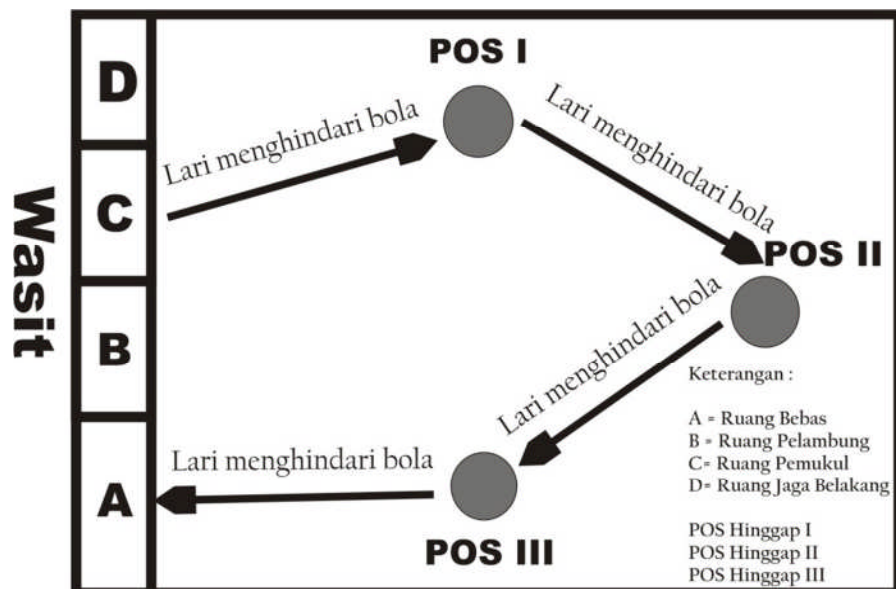 Wasit
D
C
B
A
POS I
Lari menghindari bola
Lari menghindari bola
POS II
Lari menghindari bola
Lari menghindari bola
POS III
Keterangan :
A = Ruang Bebas
B = Ruang Pelambung
C= Ruang Pemukul
D= Ruang Jaga Belakang
POS Hinggap I
POS Hinggap II
POS Hinggap III